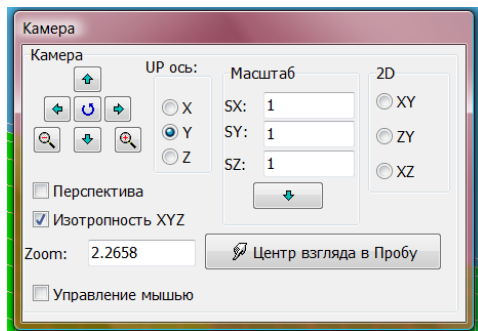 Камера
Камера
UP ось:
X
Y
Z
Масштаб
SX: 1
SY: 1
SZ: 1
2D
XY
ZY
XZ
Перспектива
Изотропность XYZ
Zoom: 2.2658
Центр взгляда в Пробу
Управление мышью